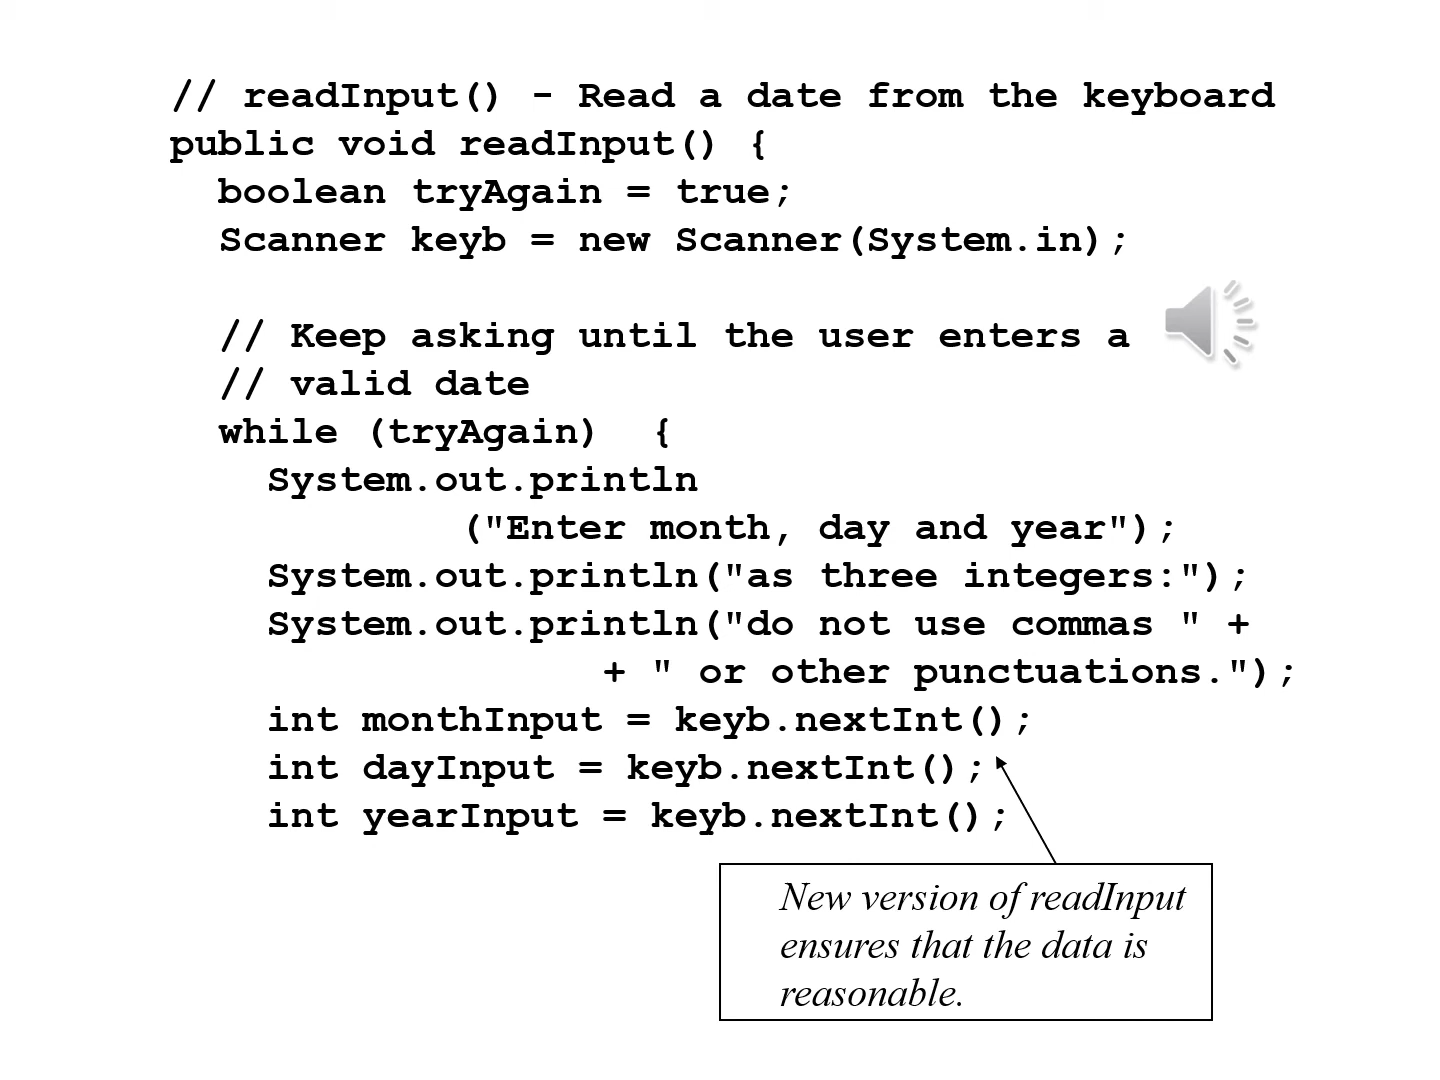 // readInput() - Read a date from the keyboard
public void readInput() {
  boolean tryAgain = true;
  Scanner keyb = new Scanner(System.in);
  // Keep asking until the user enters a
  // valid date
  while (tryAgain)  {
    System.out.println
            ("Enter month, day and year");
    System.out.println("as three integers:");
    System.out.println("do not use commas " +
                  + " or other punctuations.");
    int monthInput = keyb.nextInt();
    int dayInput = keyb.nextInt();
    int yearInput = keyb.nextInt();
New version of readInput
ensures that the data is
reasonable.